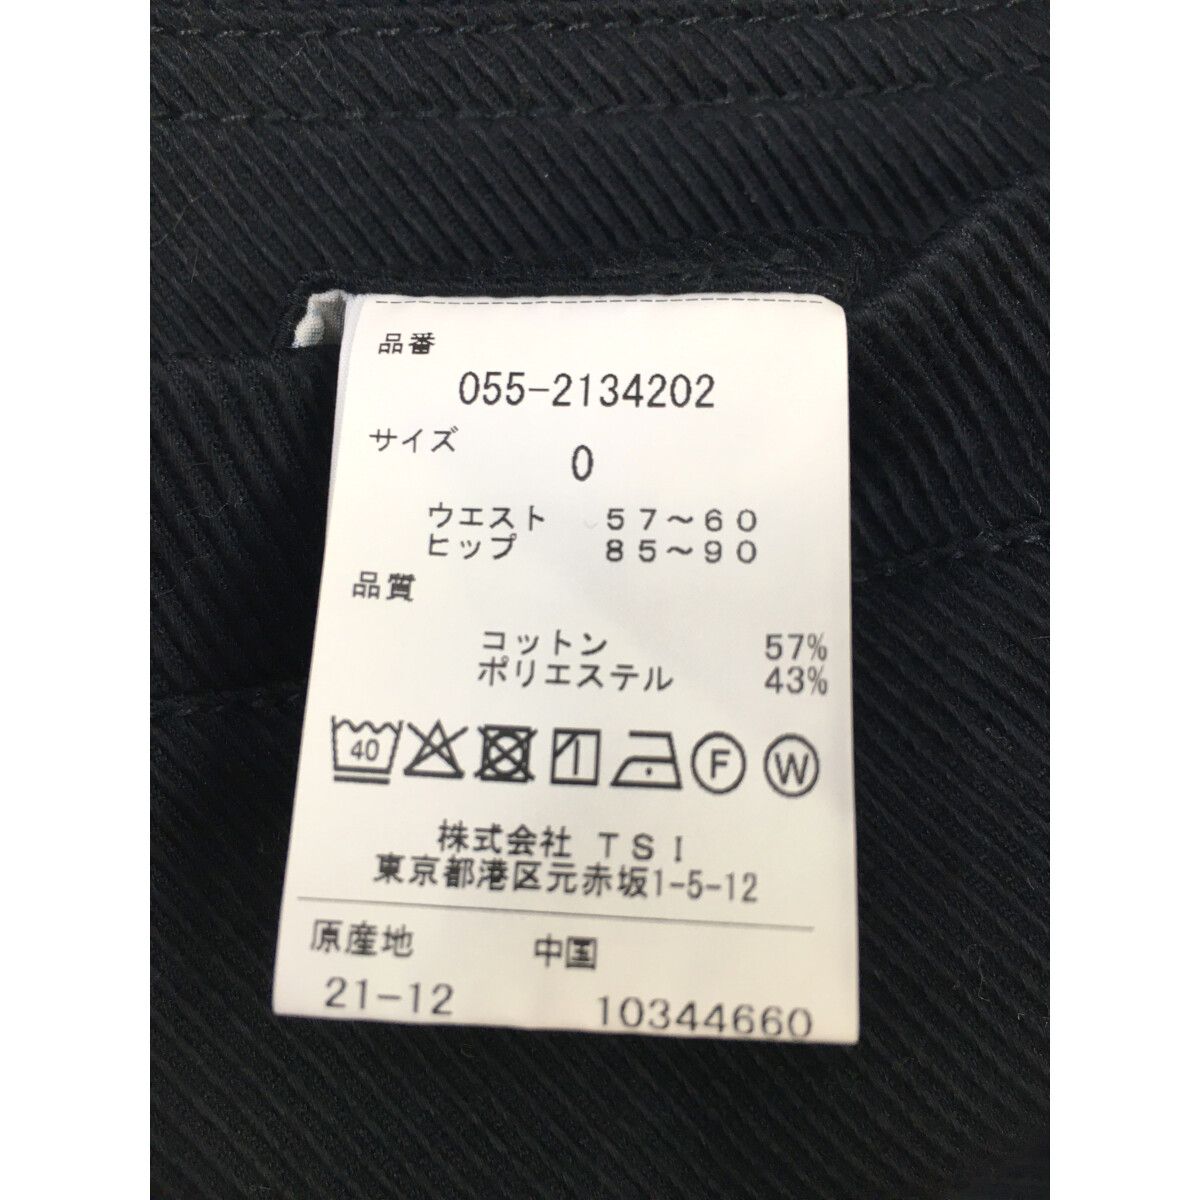 品番
055-2134202
サイズ
0
ウエスト 57～60
ヒップ 85～90
品質
コットン 57%
ポリエステル 43%
40 F W
株式会社 TSI
東京都港区元赤坂1-5-12
原産地 中国
21-12 10344660